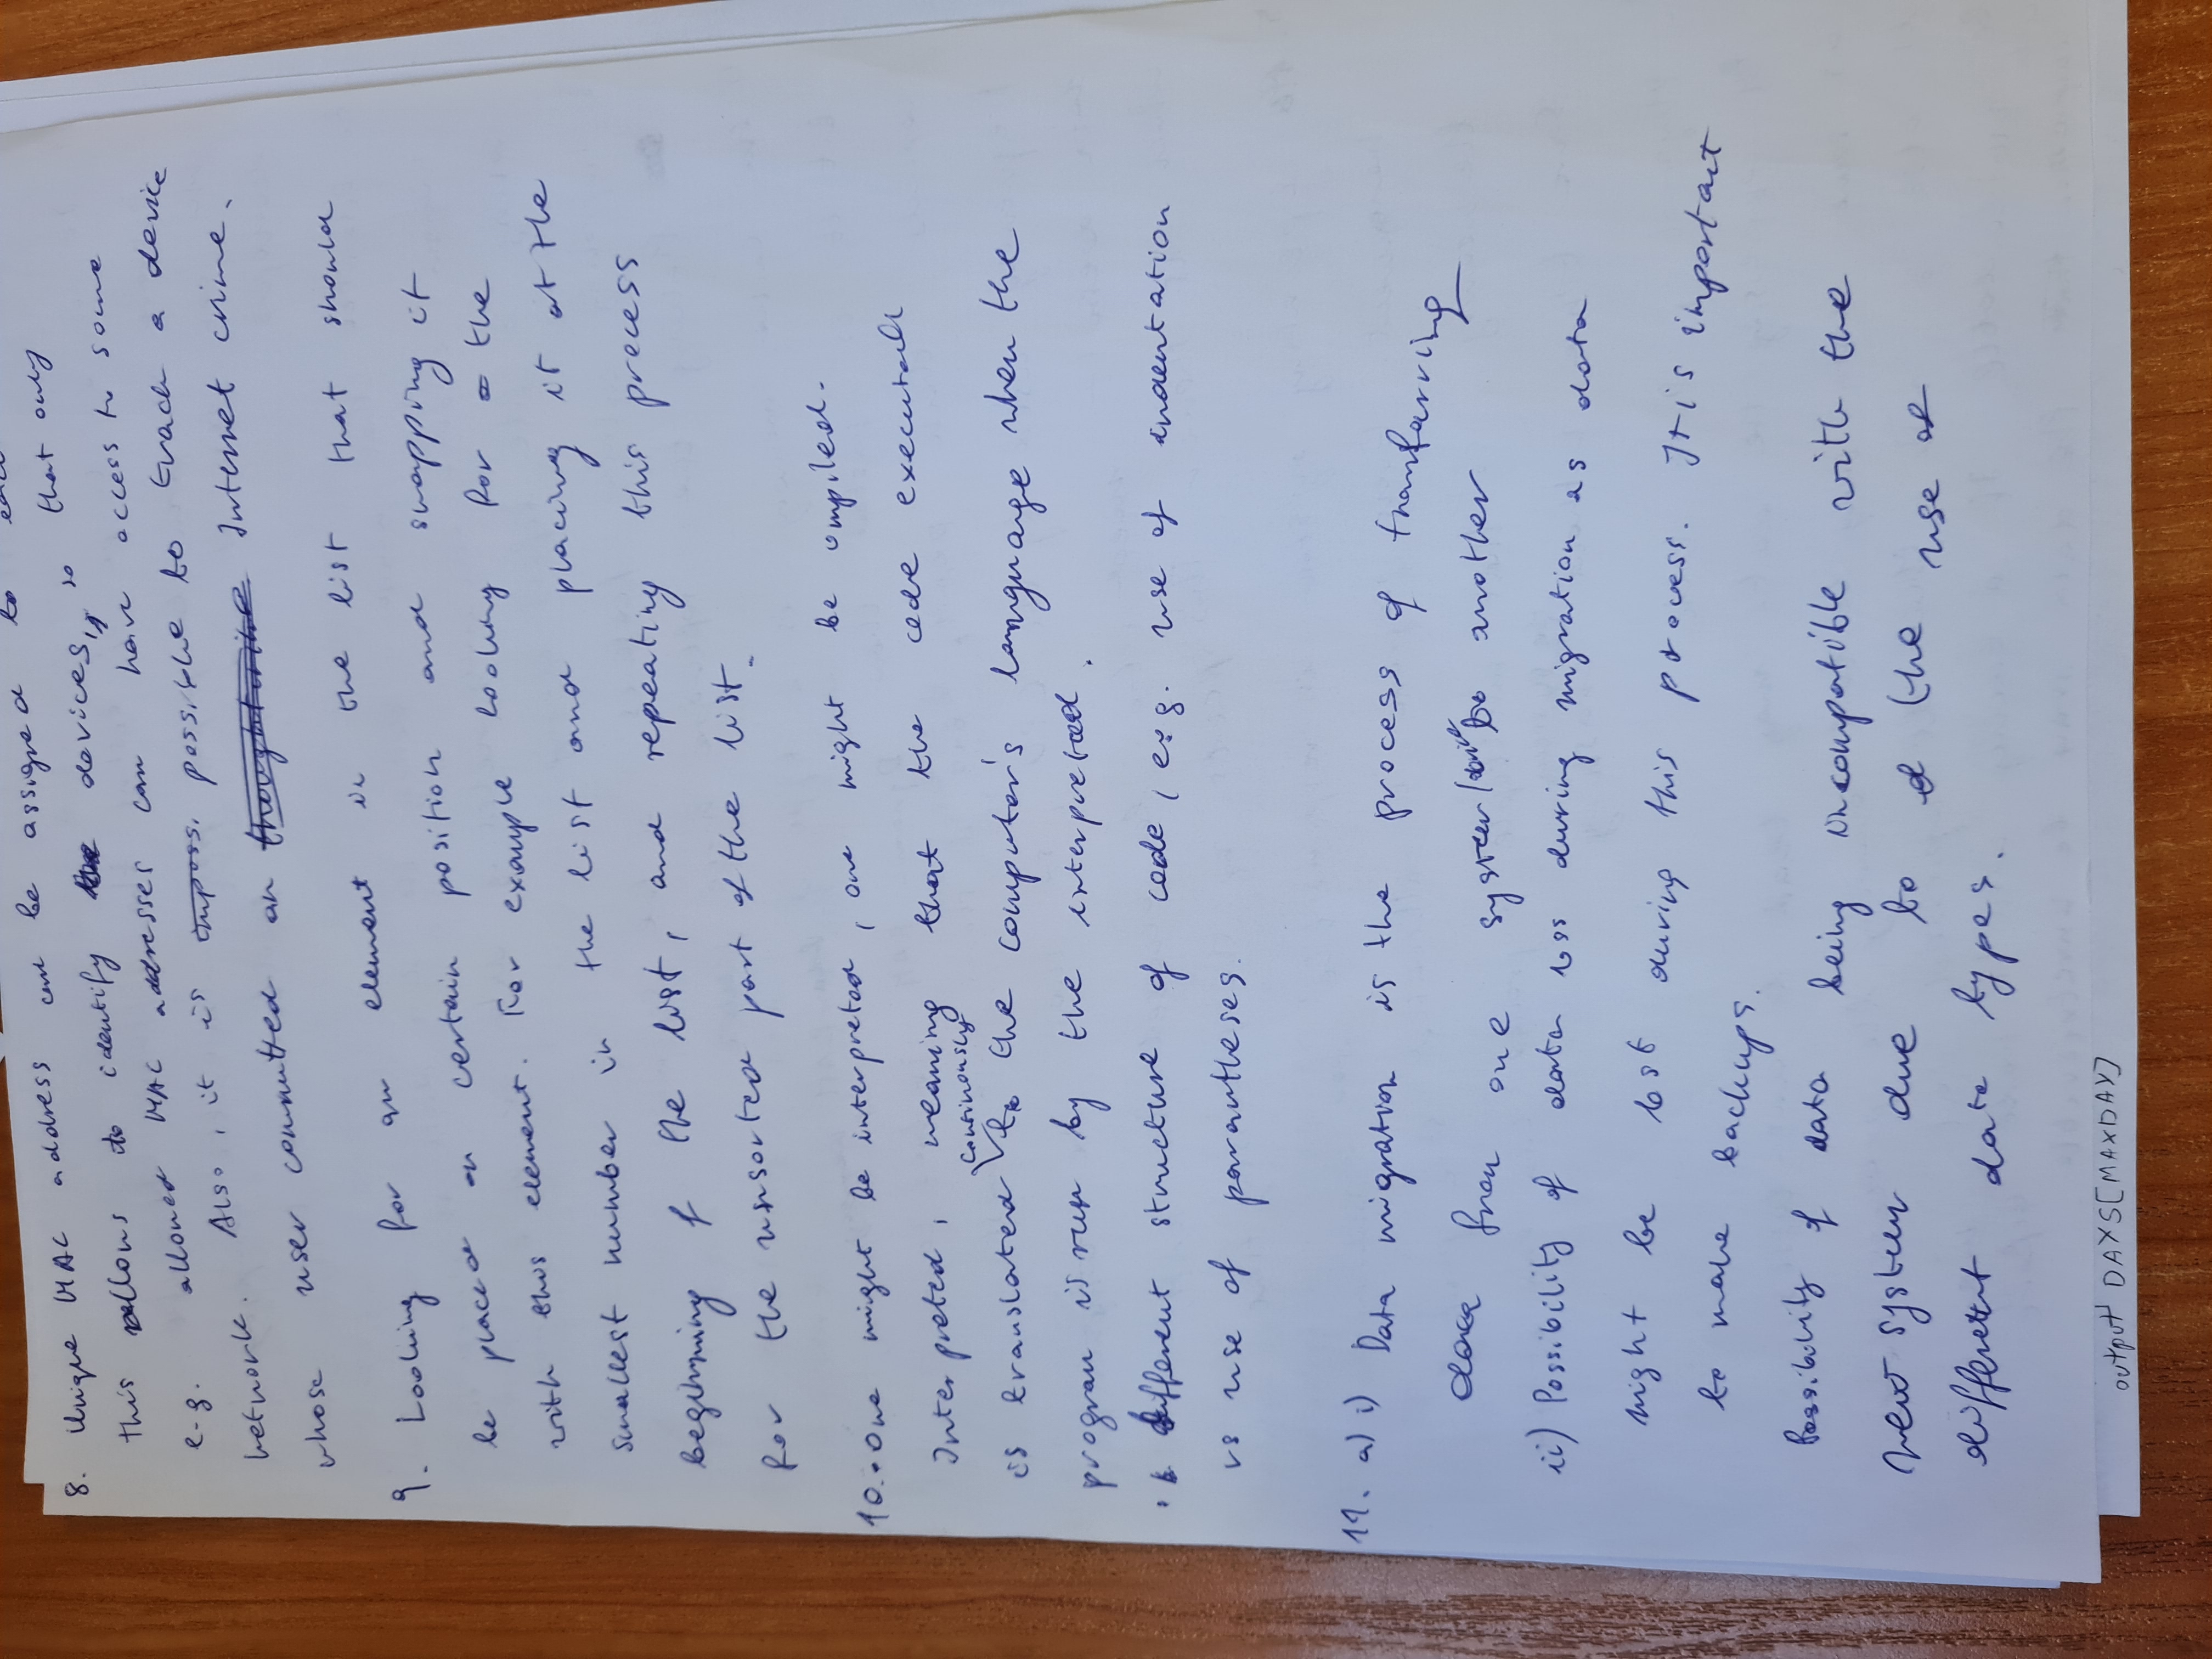 8. Unique MAC address can be assigned to
this allows to identify devices, so that only
e.g. allowed MAC addresses can have access to some
network. Also, it is imposs. possible to track a device
whose user committed an thoughtcrime Internet crime.
9. Looking for an element in the list that should
be placed on certain position and swapping it
with this element. For example looking for the
smallest number in the list and placing it at the
beginning of the list, and repeating this process
for the unsorted part of the list.
10. • One might be interpreted, one might be ompiled.
Interpreted, meaning that the code executed
continously
is translated to the computer's language when the
program is run by the interpreted.
• different structure of code, e.g. use of indentation
vs use of parantheses.
11. a) i) Data migration is the process of transfarring
data from one system/device to another
ii) Possibility of data loss during migration as data
might be lost during this process. It is important
to make backups.
Possibility of data being incompatible with the
new system due to the use of
different date types.
output DAYS[MAXDAY]